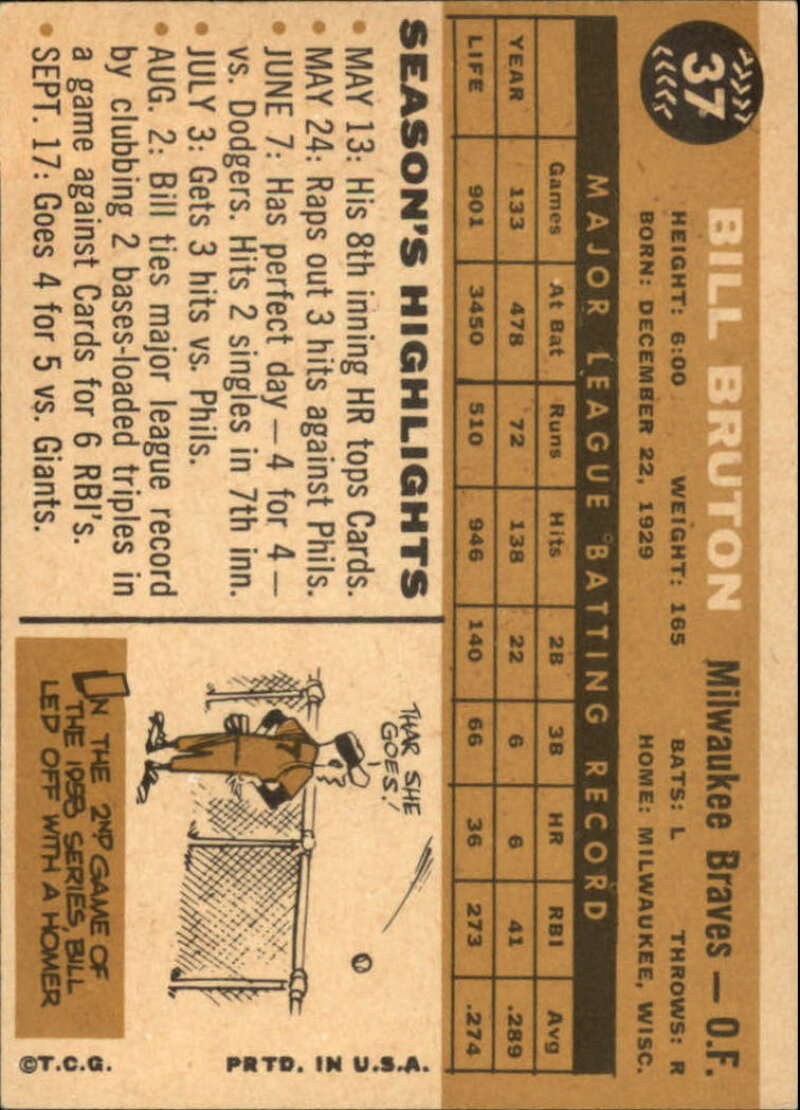 37
BILL BRUTON Milwaukee Braves — O.F.
HEIGHT: 6:00 WEIGHT: 165 BATS: L THROWS: R
BORN: DECEMBER 22, 1929 HOME: MILWAUKEE, WISC.
MAJOR LEAGUE BATTING RECORD
Games At Bat Runs Hits 2B 3B HR RBI Avg
YEAR 133 478 72 138 22 6 6 41 .289
LIFE 901 3450 510 946 140 66 36 273 .274
SEASON'S HIGHLIGHTS
• MAY 13: His 8th inning HR tops Cards.
• MAY 24: Raps out 3 hits against Phils.
• JUNE 7: Has perfect day — 4 for 4 —
vs. Dodgers. Hits 2 singles in 7th inn.
• JULY 3: Gets 3 hits vs. Phils.
• AUG. 2: Bill ties major league record
by clubbing 2 bases-loaded triples in
a game against Cards for 6 RBI's.
• SEPT. 17: Goes 4 for 5 vs. Giants.
THAR SHE
GOES!
IN THE 2ND GAME OF
THE 1958 SERIES, BILL
LED OFF WITH A HOMER
©T.C.G. PRTD. IN U.S.A.